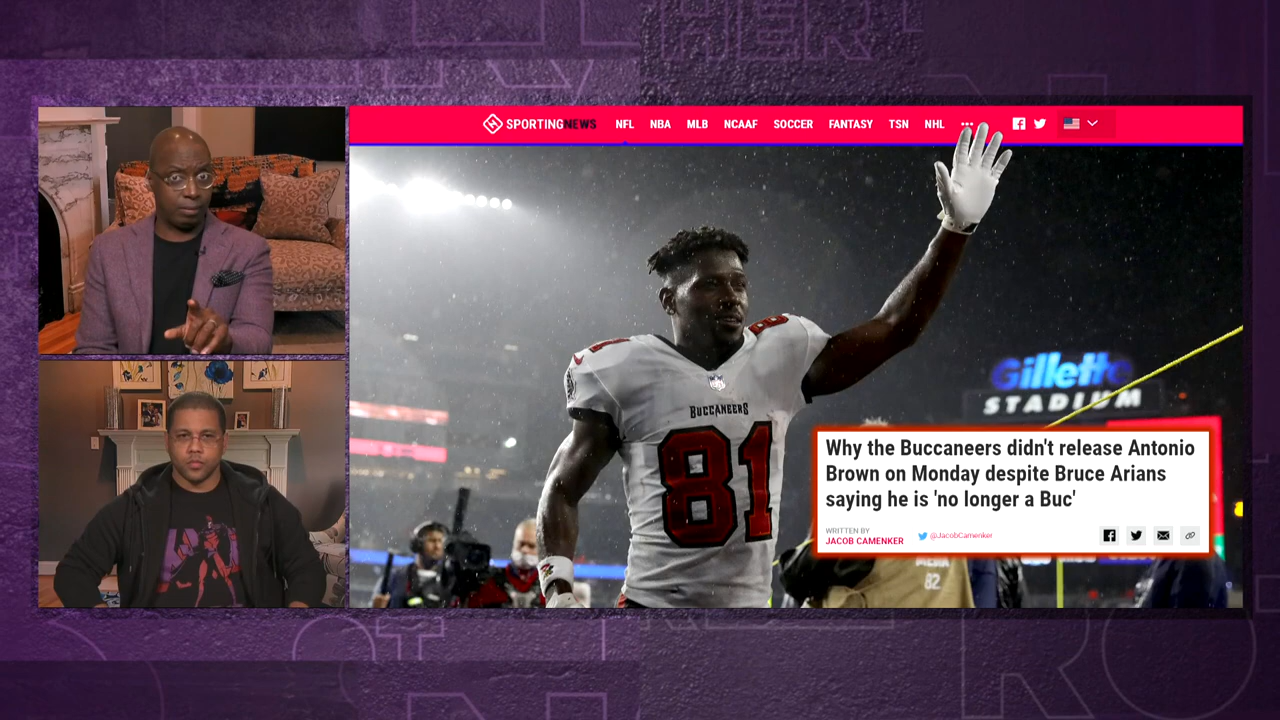 SPORTINGNEWS NFL NBA MLB NCAAF SOCCER FANTASY TSN NHL
Gillette
STADIUM
BUCCANEERS
81
Why the Buccaneers didn't release Antonio
Brown on Monday despite Bruce Arians
saying he is 'no longer a Buc'
WRITTEN BY
JACOB CAMENKER
@JacobCamenker
82